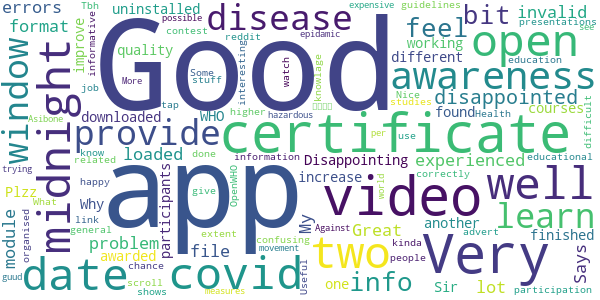 Tbh possible expensive guidelines
errors uninstalled contest reddit epidamic presentations see
format improve informative quality Some stuff interesting watch More
disease feel bit invalid
Good
open
working different
awareness
job tap knowlage Nice studies education
window midnight
downloaded WHO higher hazardous found Health courses
disappointed difficult
provide certificate
Asibone know related loaded done information per use
Disappointing experienced
trying happy Why participants give extent OpenWHO increase world correctly educational
app video well
Plzz What link
module general problem file confusing movement My Against kinda another advert finished
learn
organised awarded Great people
two Very
date covid info
chance one Sir lot Says
guud scroll shows measures Useful participation